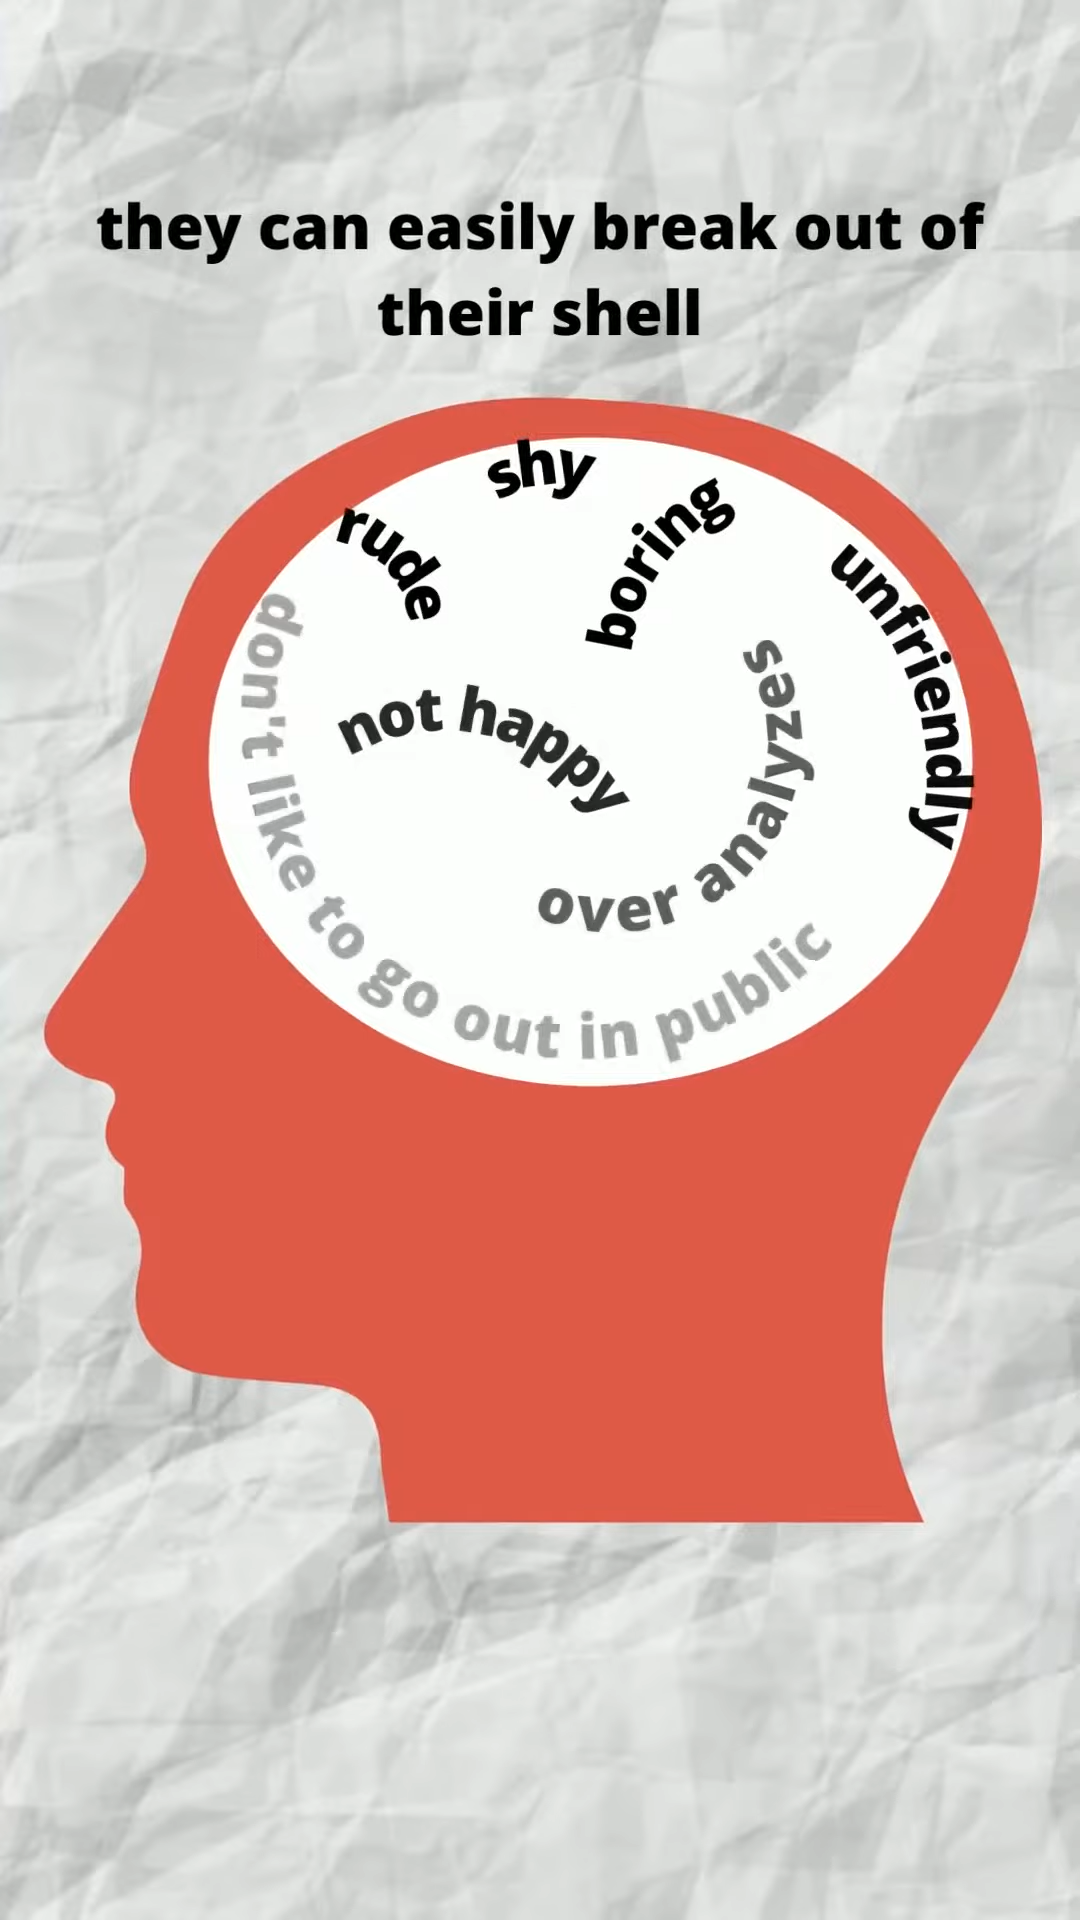 they can easily break out of
their shell
shy
rude
boring
unfriendly
don't like to go out in public
not happy
over analyzes